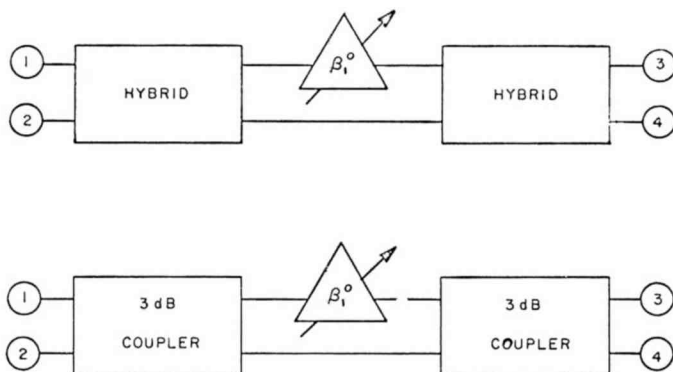 1 β₁° 3
HYBRID HYBRID
2 4
1 3 dB β₁° 3 dB 3
2 COUPLER COUPLER 4